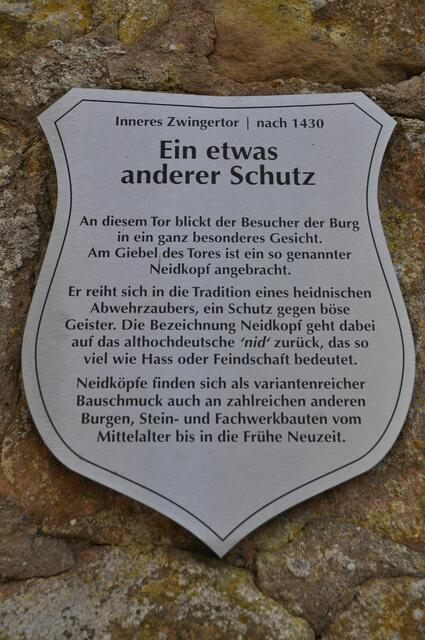 Inneres Zwingertor | nach 1430
Ein etwas
anderer Schutz
An diesem Tor blickt der Besucher der Burg
in ein ganz besonderes Gesicht.
Am Giebel des Tores ist ein so genannter
Neidkopf angebracht.
Er reiht sich in die Tradition eines heidnischen
Abwehrzaubers, ein Schutz gegen böse
Geister. Die Bezeichnung Neidkopf geht dabei
auf das althochdeutsche 'nid' zurück, das so
viel wie Hass oder Feindschaft bedeutet.
Neidköpfe finden sich als variantenreicher
Bauschmuck auch an zahlreichen anderen
Burgen, Stein- und Fachwerkbauten vom
Mittelalter bis in die Frühe Neuzeit.